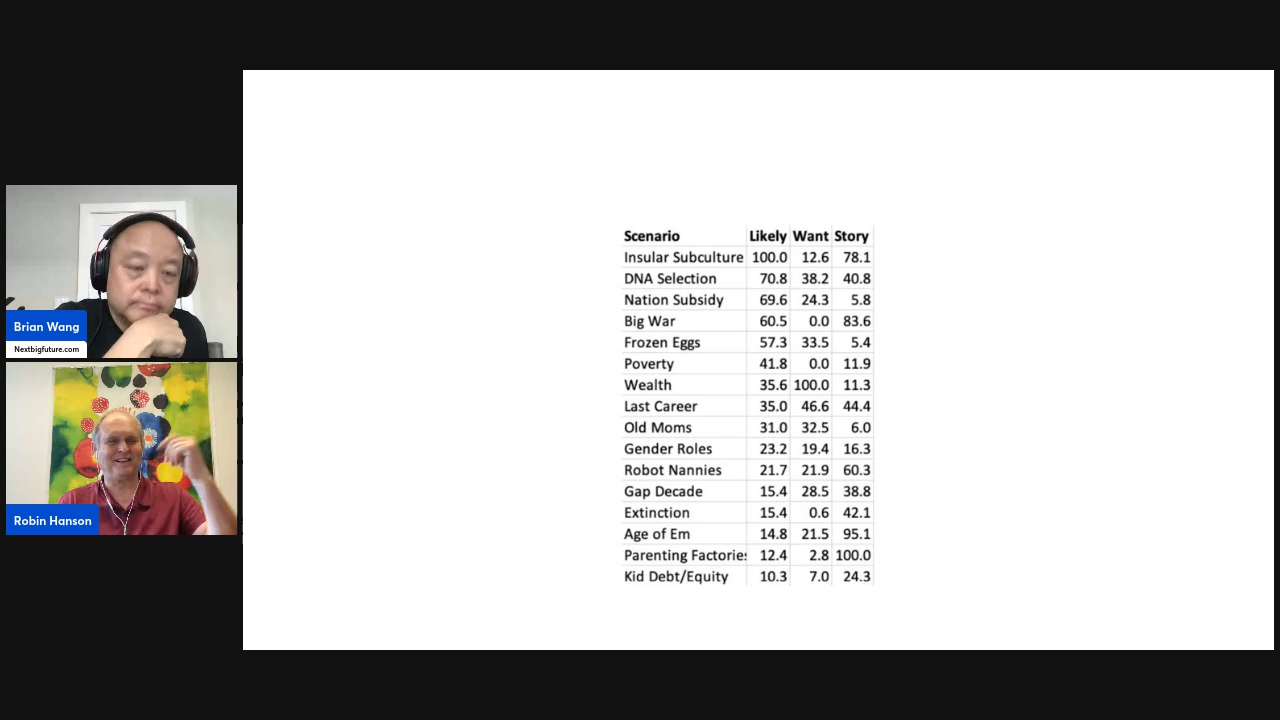 Brian Wang
Nextbigfuture.com
Robin Hanson
Scenario Likely Want Story
Insular Subculture 100.0 12.6 78.1
DNA Selection 70.8 38.2 40.8
Nation Subsidy 69.6 24.3 5.8
Big War 60.5 0.0 83.6
Frozen Eggs 57.3 33.5 5.4
Poverty 41.8 0.0 11.9
Wealth 35.6 100.0 11.3
Last Career 35.0 46.6 44.4
Old Moms 31.0 32.5 6.0
Gender Roles 23.2 19.4 16.3
Robot Nannies 21.7 21.9 60.3
Gap Decade 15.4 28.5 38.8
Extinction 15.4 0.6 42.1
Age of Em 14.8 21.5 95.1
Parenting Factories 12.4 2.8 100.0
Kid Debt/Equity 10.3 7.0 24.3